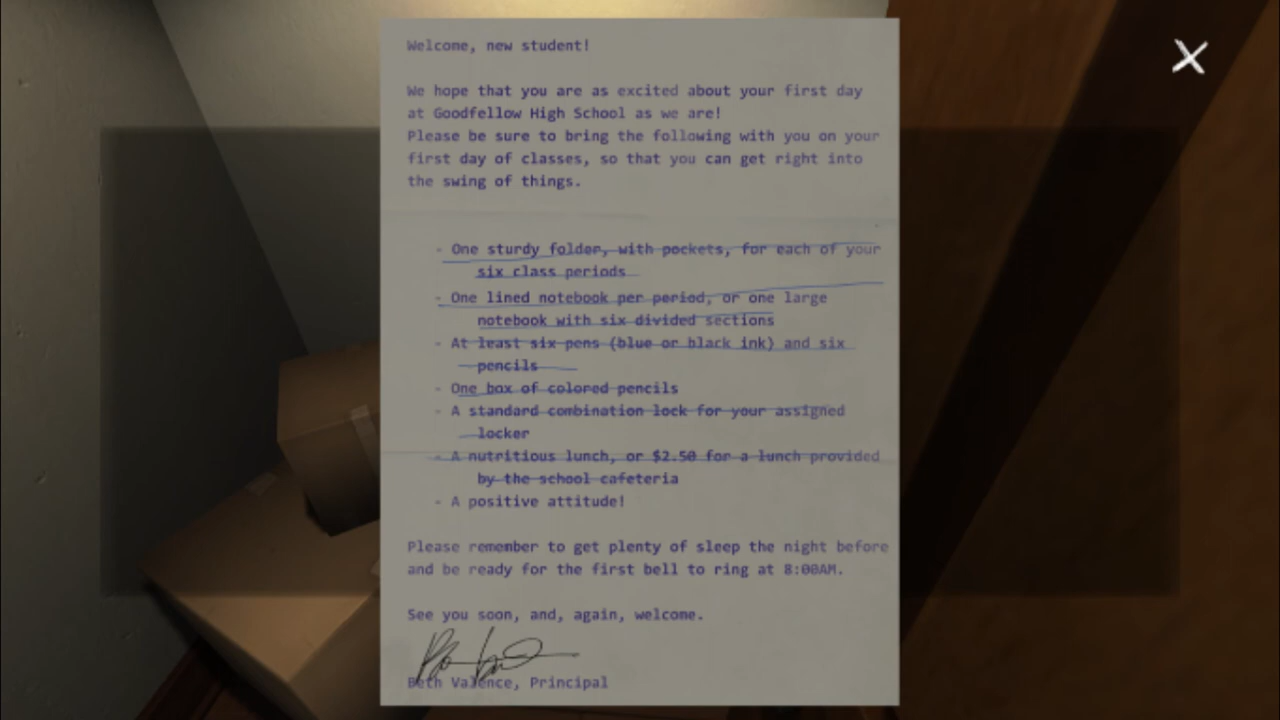 Welcome, new student!
We hope that you are as excited about your first day
at Goodfellow High School as we are!
Please be sure to bring the following with you on your
first day of classes, so that you can get right into
the swing of things.
- One sturdy folder, with pockets, for each of your
six class periods
- One lined notebook per period, or one large
notebook with six divided sections
- At least six pens (blue or black ink) and six
pencils
- One box of colored pencils
- A standard combination lock for your assigned
locker
- A nutritious lunch, or $2.50 for a lunch provided
by the school cafeteria
- A positive attitude!
Please remember to get plenty of sleep the night before
and be ready for the first bell to ring at 8:00AM.
See you soon, and, again, welcome.
Beth Valence, Principal